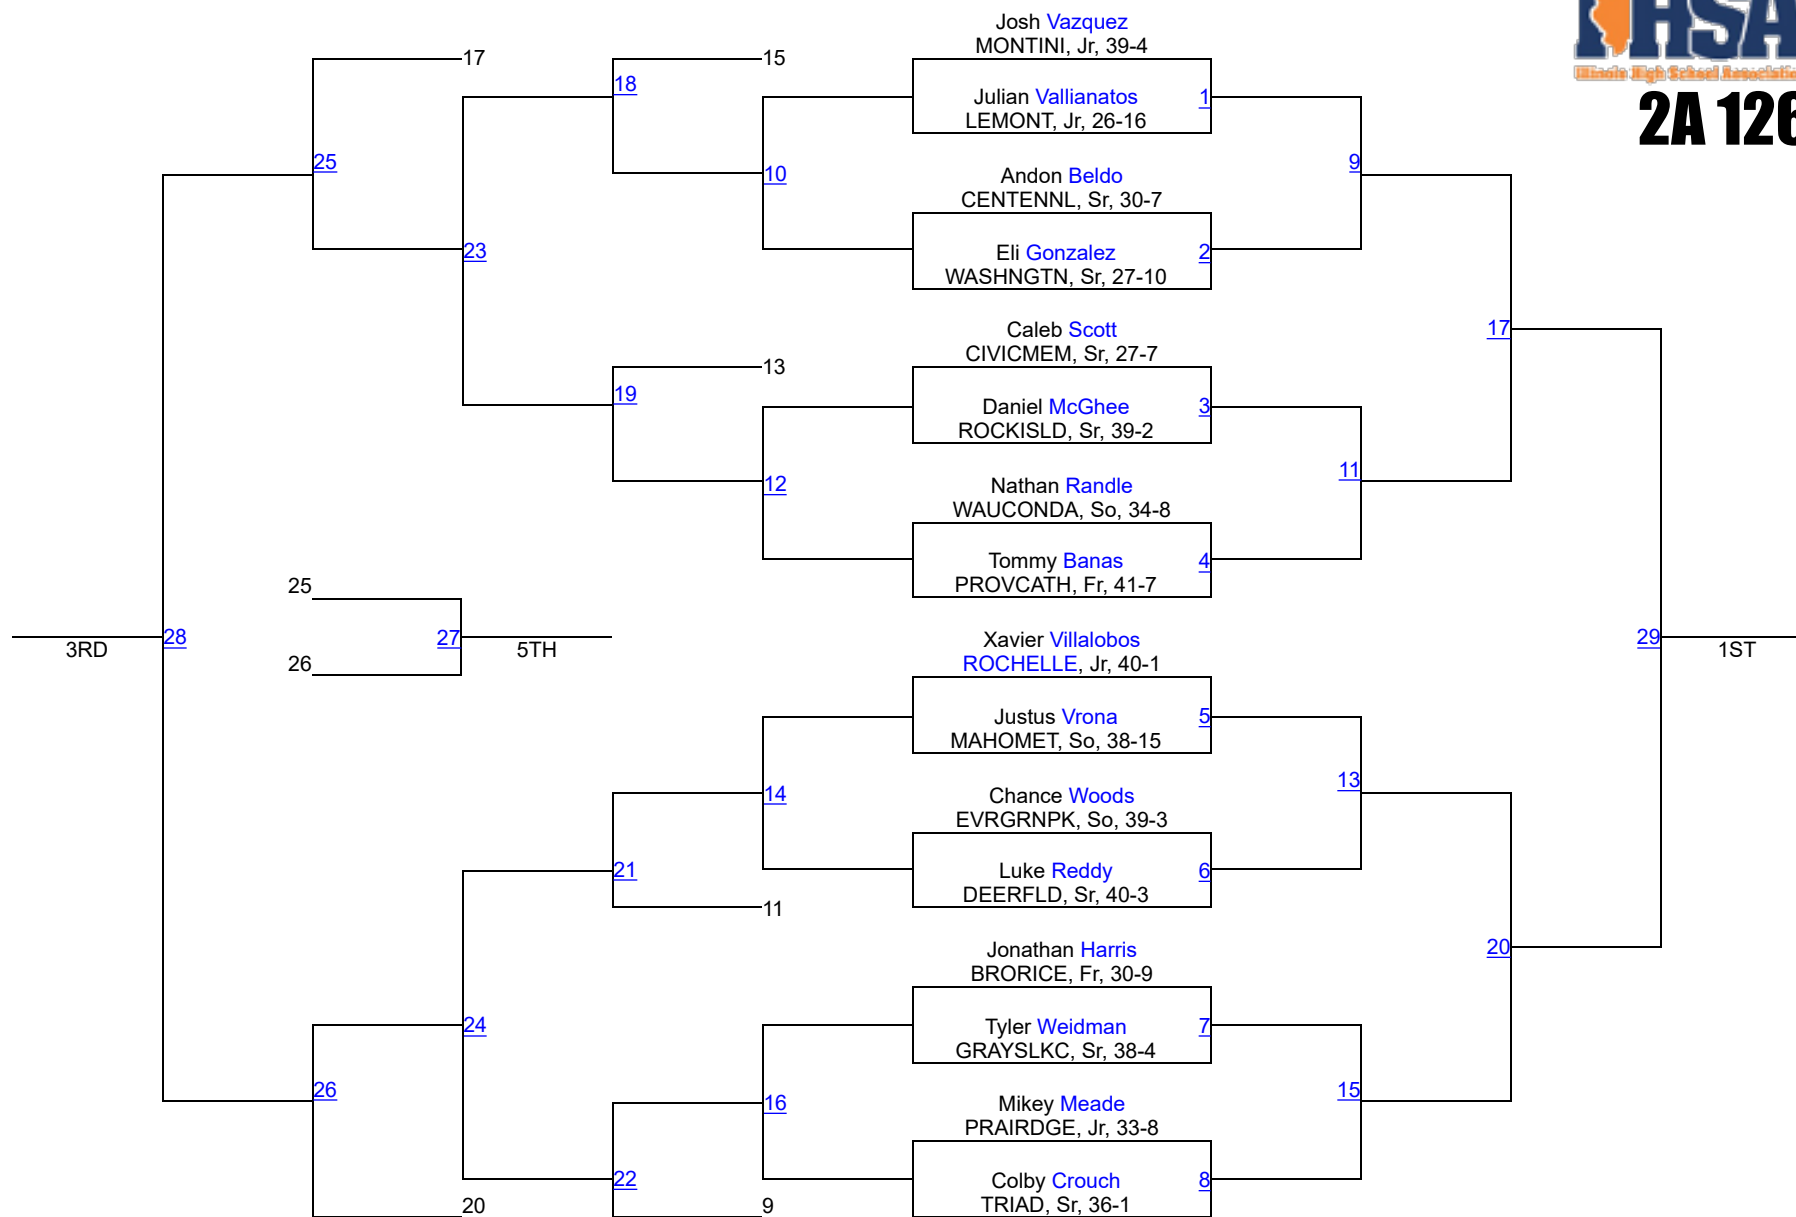 IHSA
Illinois High School Association
2A 126
Josh Vazquez
MONTINI, Jr, 39-4
17
15
18
Julian Vallianatos
1
LEMONT, Jr, 26-16
25
10
Andon Beldo
9
CENTENNL, Sr, 30-7
23
Eli Gonzalez
2
WASHNGTN, Sr, 27-10
Caleb Scott
17
CIVICMEM, Sr, 27-7
13
19
Daniel McGhee
3
ROCKISLD, Sr, 39-2
12
Nathan Randle
11
WAUCONDA, So, 34-8
Tommy Banas
4
PROVCATH, Fr, 41-7
25
28
3RD
27
5TH
26
Xavier Villalobos
29
1ST
ROCHELLE, Jr, 40-1
Justus Vrona
5
MAHOMET, So, 38-15
14
Chance Woods
13
EVRGRNPK, So, 39-3
21
Luke Reddy
6
DEERFLD, Sr, 40-3
11
Jonathan Harris
20
BRORICE, Fr, 30-9
24
Tyler Weidman
7
GRAYSLKC, Sr, 38-4
26
16
Mikey Meade
15
PRAIRDGE, Jr, 33-8
22
Colby Crouch
8
TRIAD, Sr, 36-1
20
9